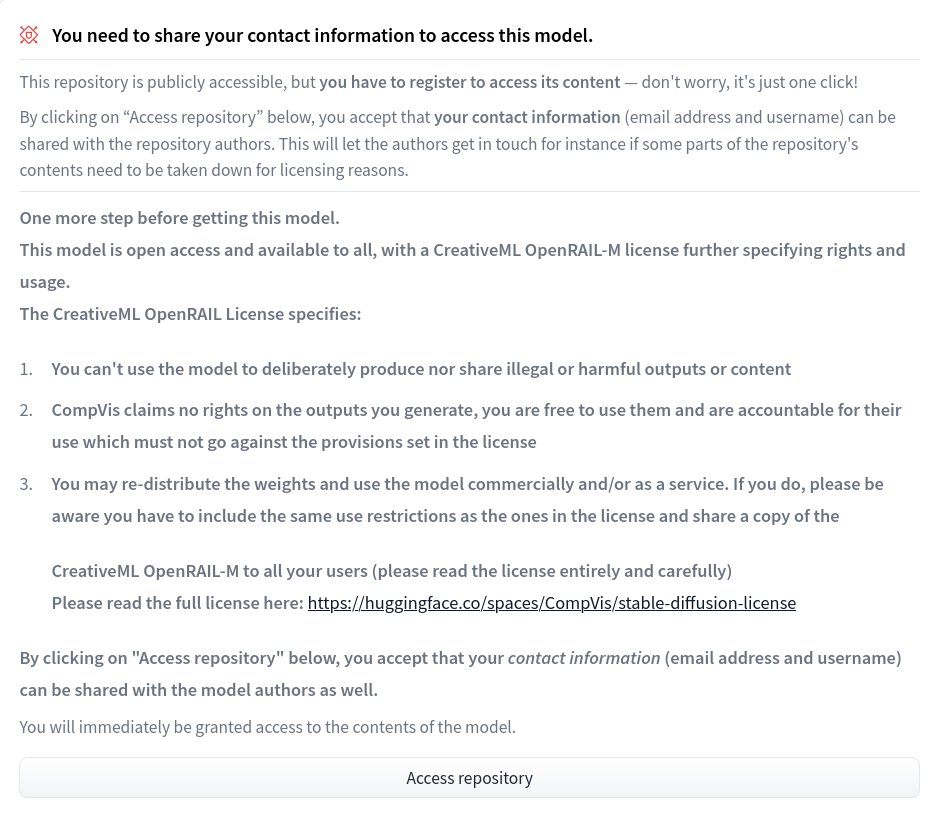 You need to share your contact information to access this model.
This repository is publicly accessible, but you have to register to access its content — don't worry, it's just one click!
By clicking on “Access repository” below, you accept that your contact information (email address and username) can be
shared with the repository authors. This will let the authors get in touch for instance if some parts of the repository's
contents need to be taken down for licensing reasons.
One more step before getting this model.
This model is open access and available to all, with a CreativeML OpenRAIL-M license further specifying rights and
usage.
The CreativeML OpenRAIL License specifies:
1. You can't use the model to deliberately produce nor share illegal or harmful outputs or content
2. CompVis claims no rights on the outputs you generate, you are free to use them and are accountable for their
use which must not go against the provisions set in the license
3. You may re-distribute the weights and use the model commercially and/or as a service. If you do, please be
aware you have to include the same use restrictions as the ones in the license and share a copy of the
CreativeML OpenRAIL-M to all your users (please read the license entirely and carefully)
Please read the full license here: https://huggingface.co/spaces/CompVis/stable-diffusion-license
By clicking on "Access repository" below, you accept that your contact information (email address and username)
can be shared with the model authors as well.
You will immediately be granted access to the contents of the model.
Access repository